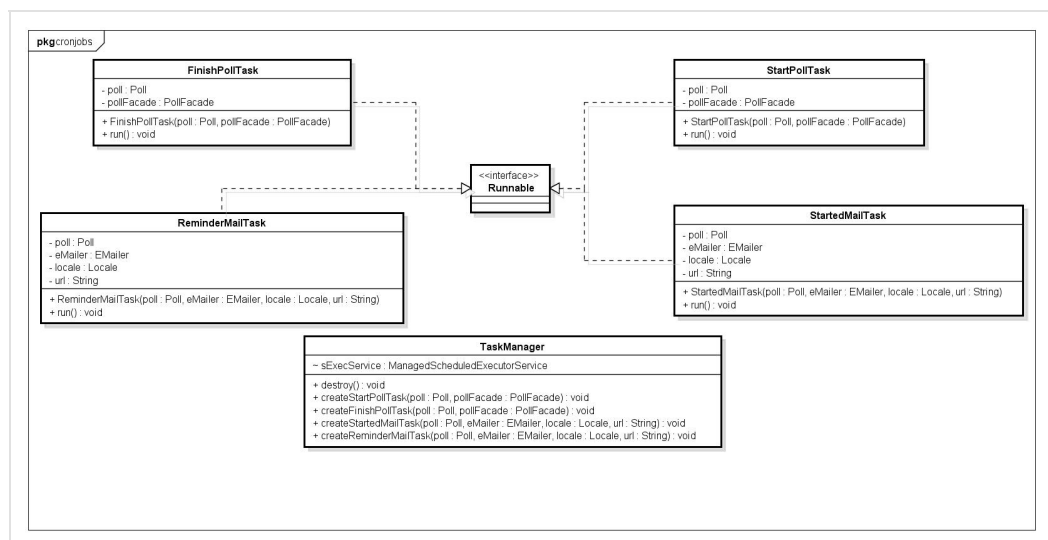 pkg cronjobs
FinishPollTask
- poll : Poll
- pollFacade : PollFacade
+ FinishPollTask(poll : Poll, pollFacade : PollFacade)
+ run() : void
StartPollTask
- poll : Poll
- pollFacade : PollFacade
+ StartPollTask(poll : Poll, pollFacade : PollFacade)
+ run() : void
<<interface>>
Runnable
ReminderMailTask
- poll : Poll
- eMailer : EMailer
- locale : Locale
- url : String
+ ReminderMailTask(poll : Poll, eMailer : EMailer, locale : Locale, url : String)
+ run() : void
StartedMailTask
- poll : Poll
- eMailer : EMailer
- locale : Locale
- url : String
+ StartedMailTask(poll : Poll, eMailer : EMailer, locale : Locale, url : String)
+ run() : void
TaskManager
~ sExecService : ManagedScheduledExecutorService
+ destroy() : void
+ createStartPollTask(poll : Poll, pollFacade : PollFacade) : void
+ createFinishPollTask(poll : Poll, pollFacade : PollFacade) : void
+ createStartedMailTask(poll : Poll, eMailer : EMailer, locale : Locale, url : String) : void
+ createReminderMailTask(poll : Poll, eMailer : EMailer, locale : Locale, url : String) : void